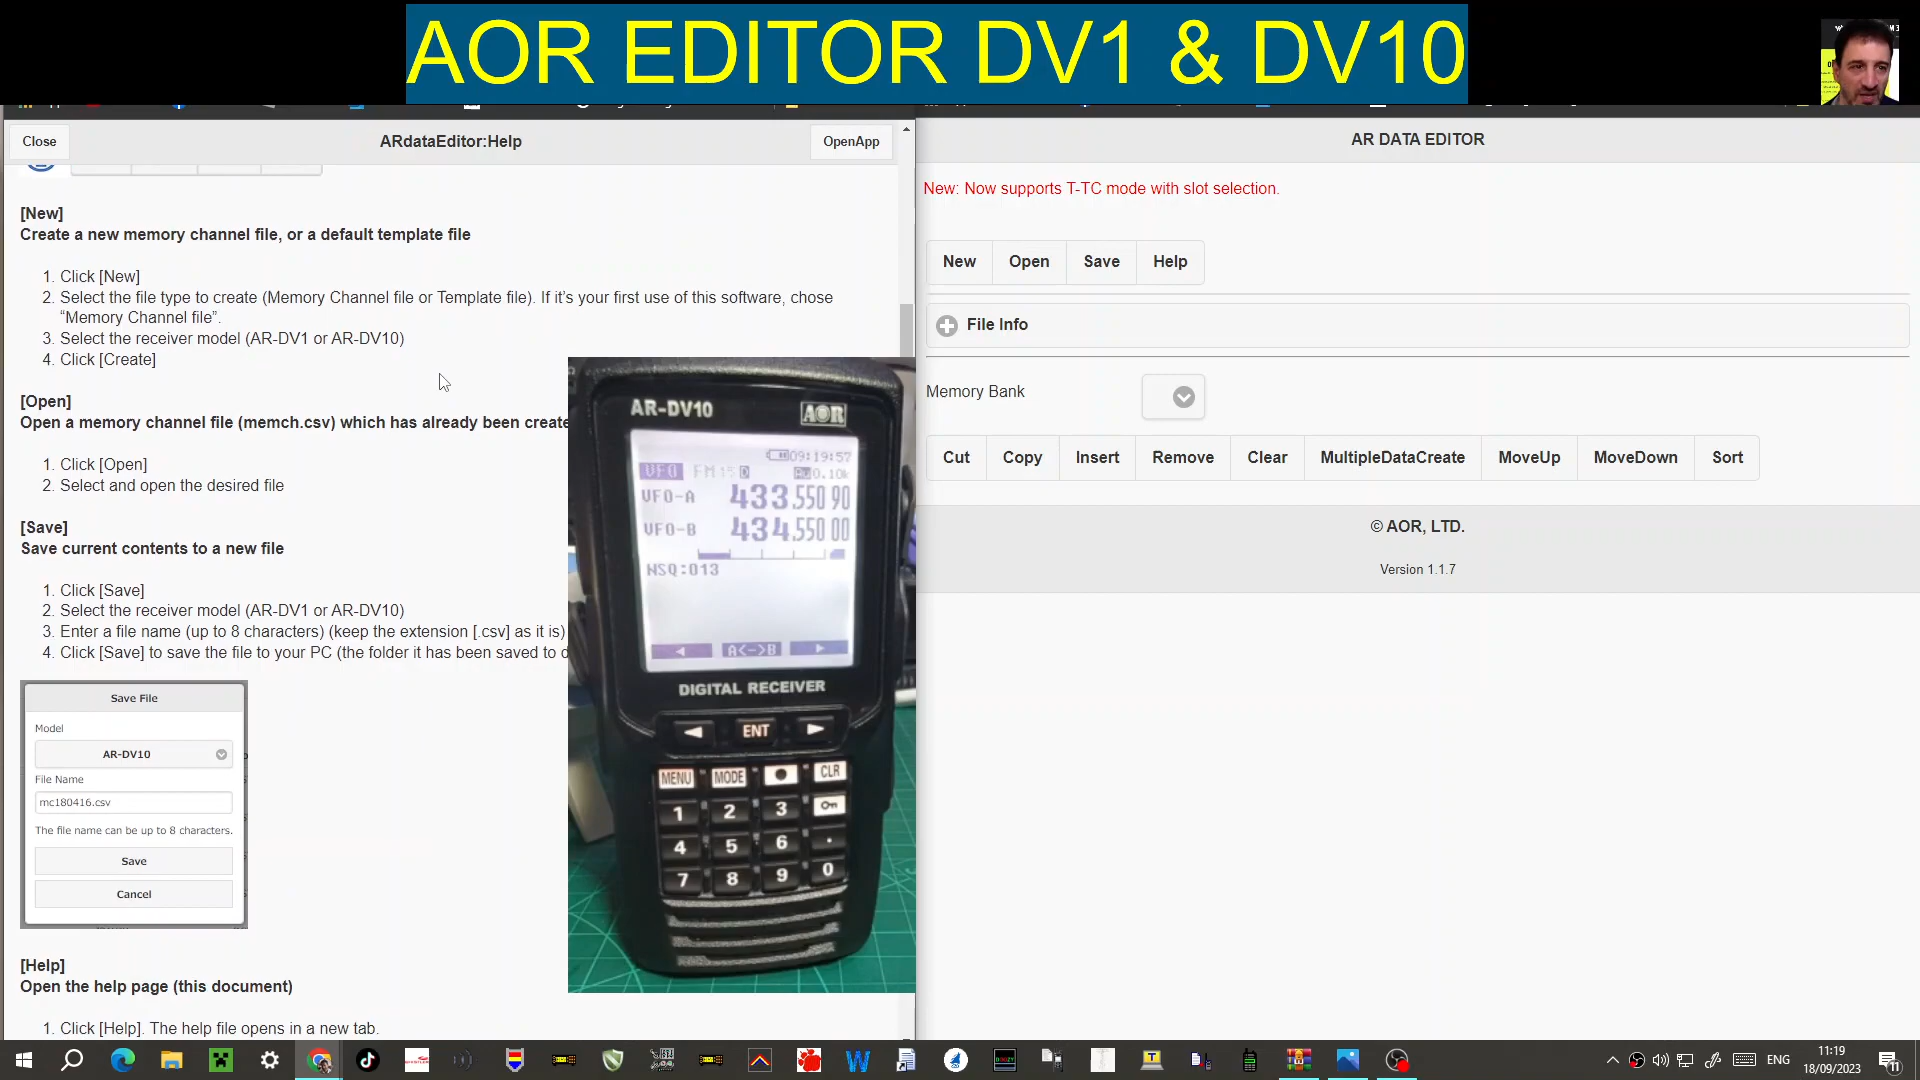 AOR EDITOR DV1 & DV10
Close
ARdataEditor:Help
OpenApp
[New]
Create a new memory channel file, or a default template file
1. Click [New]
2. Select the file type to create (Memory Channel file or Template file). If it's your first use of this software, chose
“Memory Channel file”.
3. Select the receiver model (AR-DV1 or AR-DV10)
4. Click [Create]
[Open]
Open a memory channel file (memch.csv) which has already been create
1. Click [Open]
2. Select and open the desired file
[Save]
Save current contents to a new file
1. Click [Save]
2. Select the receiver model (AR-DV1 or AR-DV10)
3. Enter a file name (up to 8 characters) (keep the extension [.csv] as it is)
4. Click [Save] to save the file to your PC (the folder it has been saved to d
Save File
Model
AR-DV10
File Name
mc180416.csv
The file name can be up to 8 characters.
Save
Cancel
[Help]
Open the help page (this document)
1. Click [Help]. The help file opens in a new tab.
AR-DV10
AOR
09:19:57
VFO FM 15 D Au0.10k
VFO-A 433.550 90
VFO-B 434.550 00
NSQ:013
A<->B
DIGITAL RECEIVER
ENT
MENU MODE CLR
1 2 3
4 5 6 .
7 8 9 0
AR DATA EDITOR
New: Now supports T-TC mode with slot selection.
New Open Save Help
File Info
Memory Bank
Cut Copy Insert Remove Clear MultipleDataCreate MoveUp MoveDown Sort
© AOR, LTD.
Version 1.1.7
ENG
11:19
18/09/2023
11